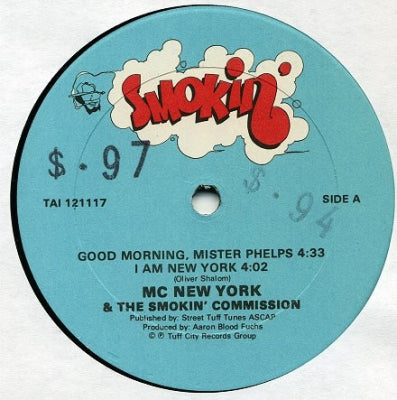 SMOKIN'
$.97
$.94
TAI 121117
SIDE A
GOOD MORNING, MISTER PHELPS 4:33
I AM NEW YORK 4:02
(Oliver Shalom)
MC NEW YORK
& THE SMOKIN' COMMISSION
Published by: Street Tuff Tunes ASCAP
Produced by: Aaron Blood Fuchs
© ℗ Tuff City Records Group